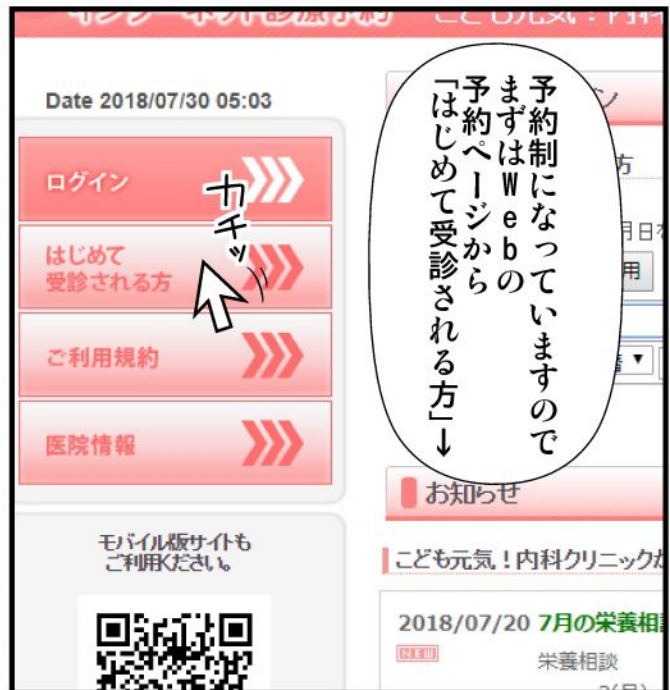 Date 2018/07/30 05:03
ログイン
はじめて
受診される方
ご利用規約
医院情報
モバイル版サイトも
ご利用ください。
カチッ
予約制になっていますので
まずはWebの
予約ページから
「はじめて受診される方」↓
方
用
お知らせ
こども元気！内科クリニックか
2018/07/20 7月の栄養相
NEW
栄養相談